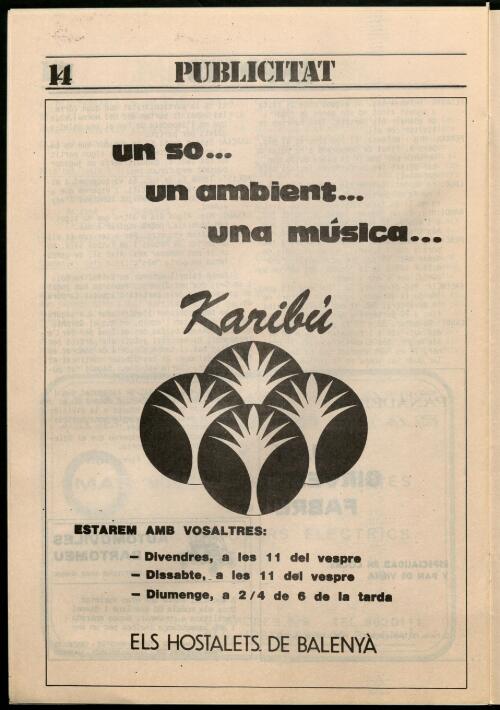 14
PUBLICITAT
un so...
un ambient...
una música...
Karibú
ESTAREM AMB VOSALTRES:
— Divendres, a les 11 del vespre
— Dissabte, a les 11 del vespre
— Diumenge, a 2/4 de 6 de la tarda
ELS HOSTALETS DE BALENYÀ